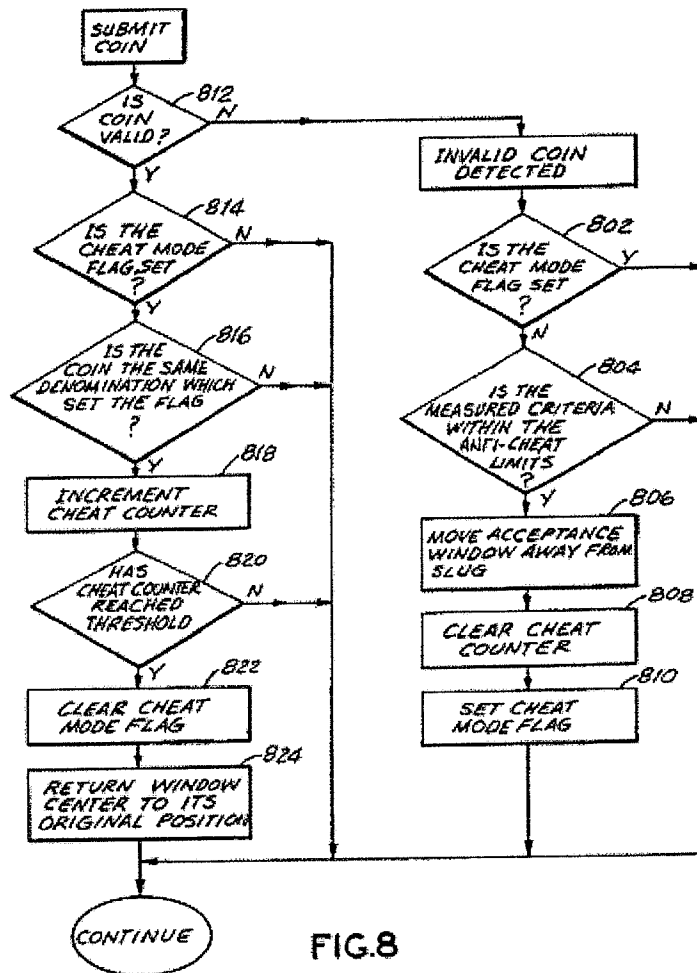 SUBMIT
COIN
812
IS
COIN
VALID?
N
Y
814
IS THE
CHEAT MODE
FLAG SET
?
N
Y
816
IS THE
COIN THE SAME
DENOMINATION WHICH
SET THE FLAG
?
N
Y
818
INCREMENT
CHEAT COUNTER
820
HAS
CHEAT COUNTER
REACHED
THRESHOLD
N
Y
822
CLEAR CHEAT
MODE FLAG
824
RETURN WINDOW
CENTER TO ITS
ORIGINAL POSITION
CONTINUE
INVALID COIN
DETECTED
802
IS THE
CHEAT MODE
FLAG SET
?
Y
N
804
IS THE
MEASURED CRITERIA
WITHIN THE
ANTI-CHEAT
LIMITS
?
N
Y
806
MOVE ACCEPTANCE
WINDOW AWAY FROM
SLUG
808
CLEAR CHEAT
COUNTER
810
SET CHEAT
MODE FLAG
FIG.8